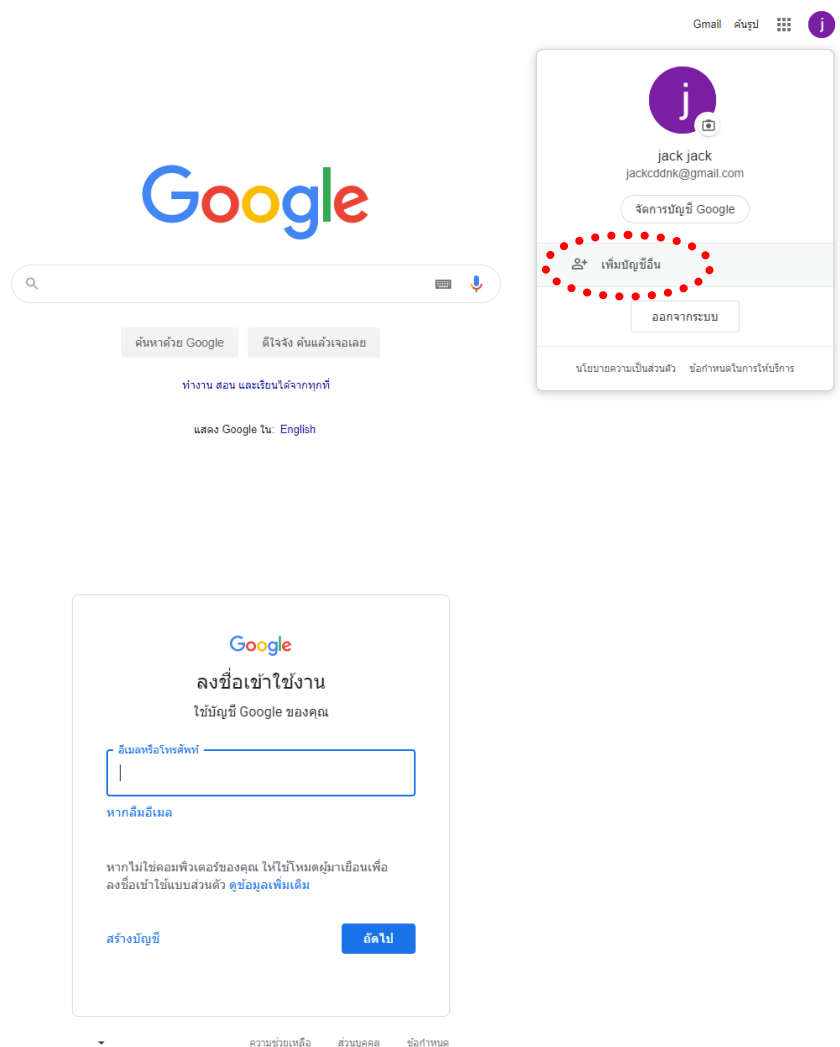 Gmail ค้นรูป j
j
jack jack
jackcddnk@gmail.com
จัดการบัญชี Google
เพิ่มบัญชีอื่น
ออกจากระบบ
นโยบายความเป็นส่วนตัว ข้อกำหนดในการให้บริการ
Google
ค้นหาด้วย Google ดีใจจัง ค้นแล้วเจอเลย
ทำงาน สอน และเรียนได้จากทุกที่
แสดง Google ใน: English
Google
ลงชื่อเข้าใช้งาน
ใช้บัญชี Google ของคุณ
อีเมลหรือโทรศัพท์
หากลืมอีเมล
หากไม่ใช่คอมพิวเตอร์ของคุณ ให้ใช้โหมดผู้มาเยือนเพื่อ
ลงชื่อเข้าใช้แบบส่วนตัว ดูข้อมูลเพิ่มเติม
สร้างบัญชี ถัดไป
ความช่วยเหลือ ส่วนบุคคล ข้อกำหนด